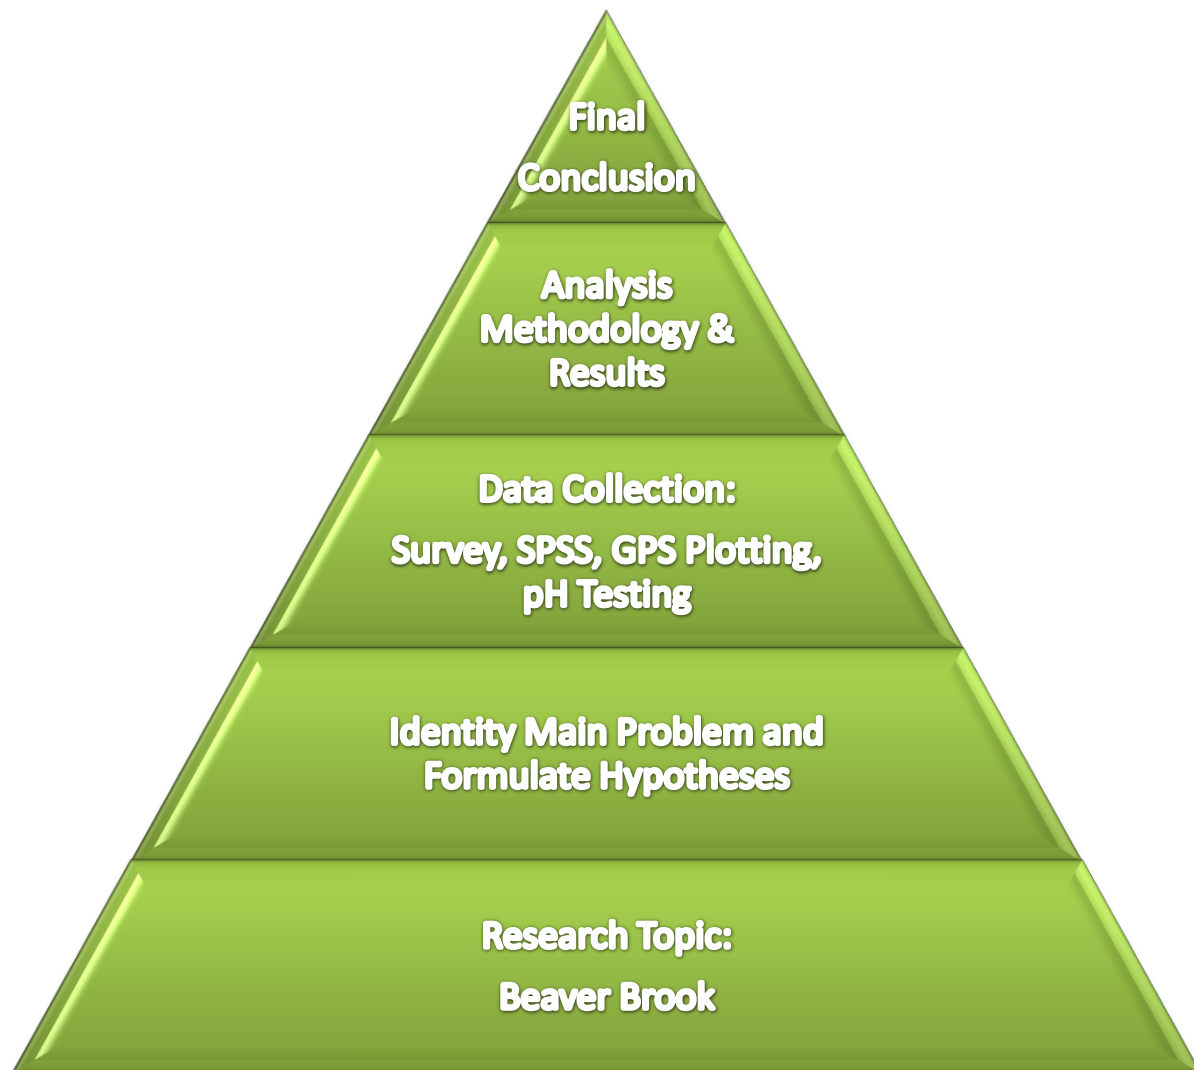 Final
Conclusion
Analysis
Methodology &
Results
Data Collection:
Survey, SPSS, GPS Plotting,
pH Testing
Identity Main Problem and
Formulate Hypotheses
Research Topic:
Beaver Brook